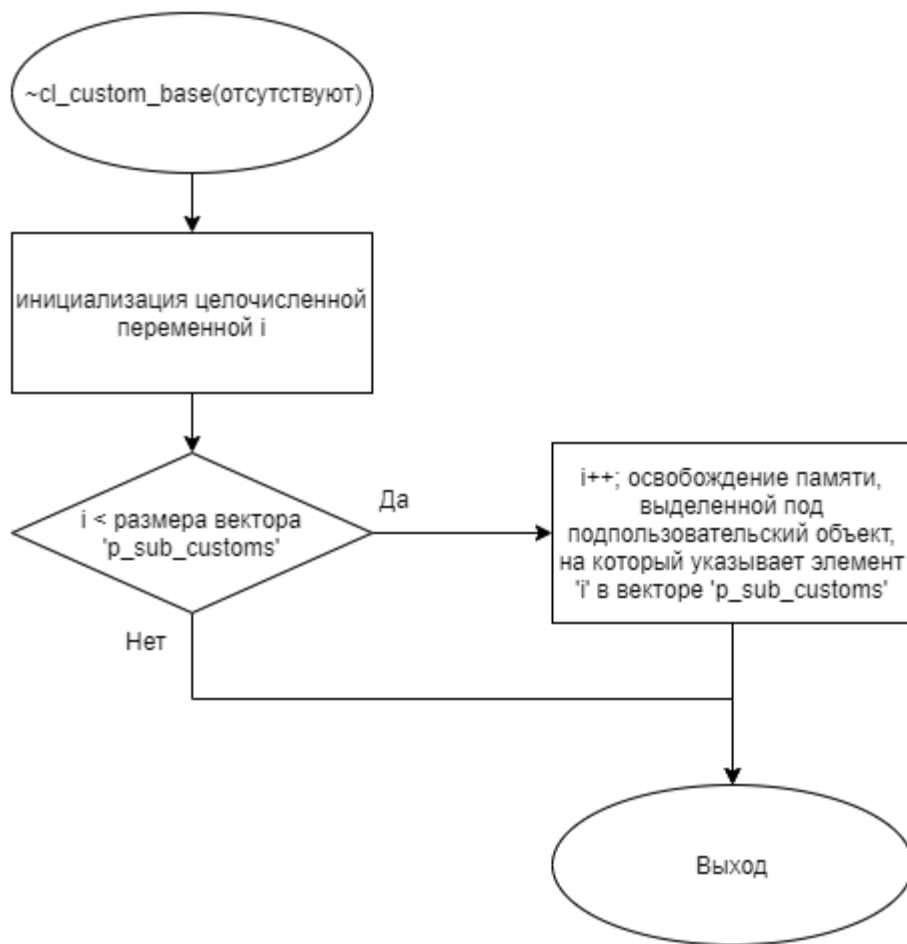 ~cl_custom_base(отсутствуют)
инициализация целочисленной
переменной i
i < размера вектора
'p_sub_customs'
Да
i++; освобождение памяти,
выделенной под
подпользовательский объект,
на который указывает элемент
'i' в векторе 'p_sub_customs'
Нет
Выход